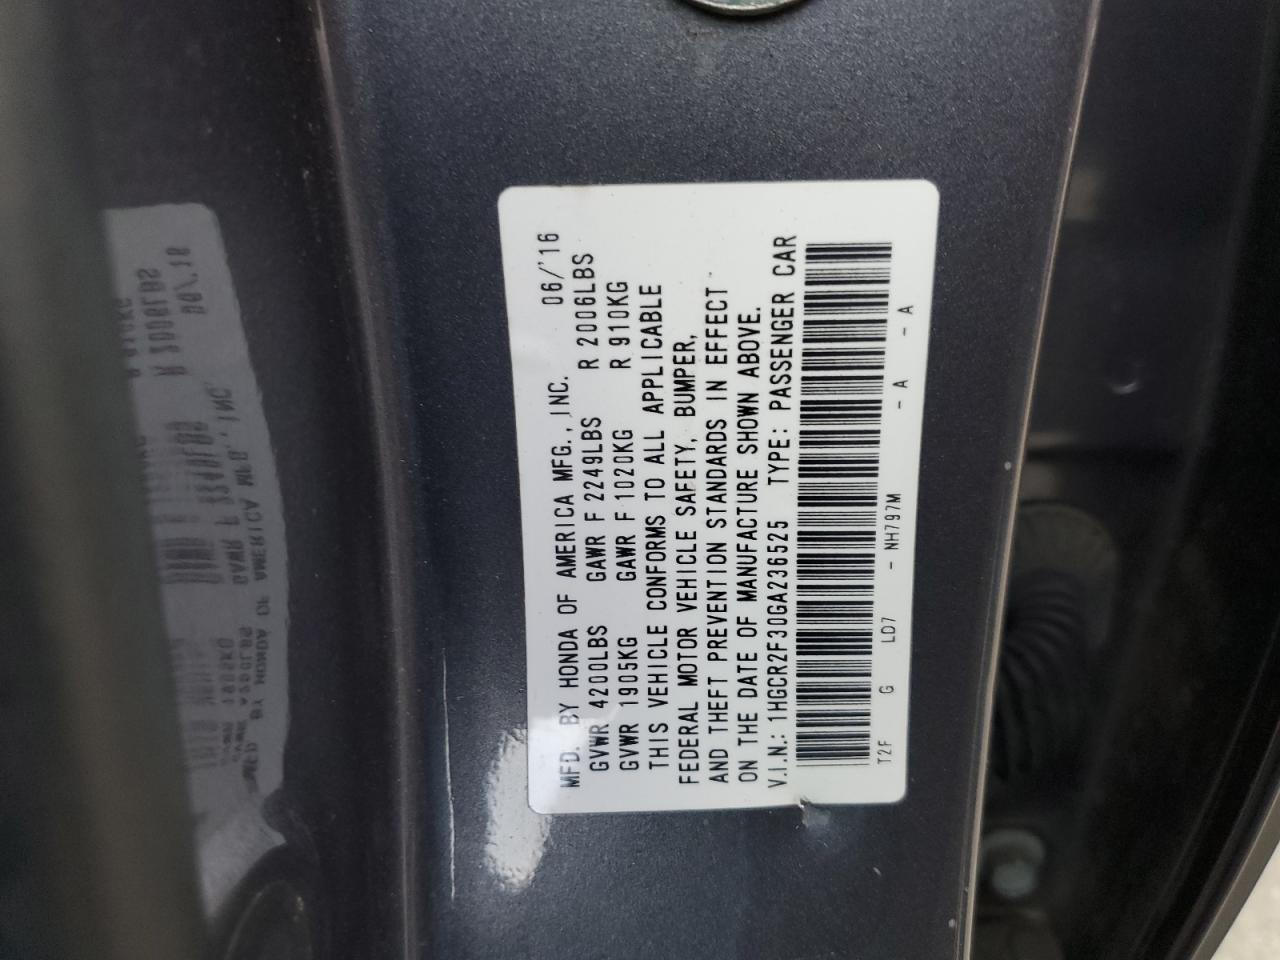 MFD. BY HONDA OF AMERICA MFG., INC. 06/'16
GVWR 4200LBS GAWR F 2249LBS R 2006LBS
GVWR 1905KG GAWR F 1020KG R 910KG
THIS VEHICLE CONFORMS TO ALL APPLICABLE
FEDERAL MOTOR VEHICLE SAFETY, BUMPER,
AND THEFT PREVENTION STANDARDS IN EFFECT
ON THE DATE OF MANUFACTURE SHOWN ABOVE.
V.I.N.: 1HGCR2F30GA236525 TYPE: PASSENGER CAR
T2F G LD7 - NH797M - A - A